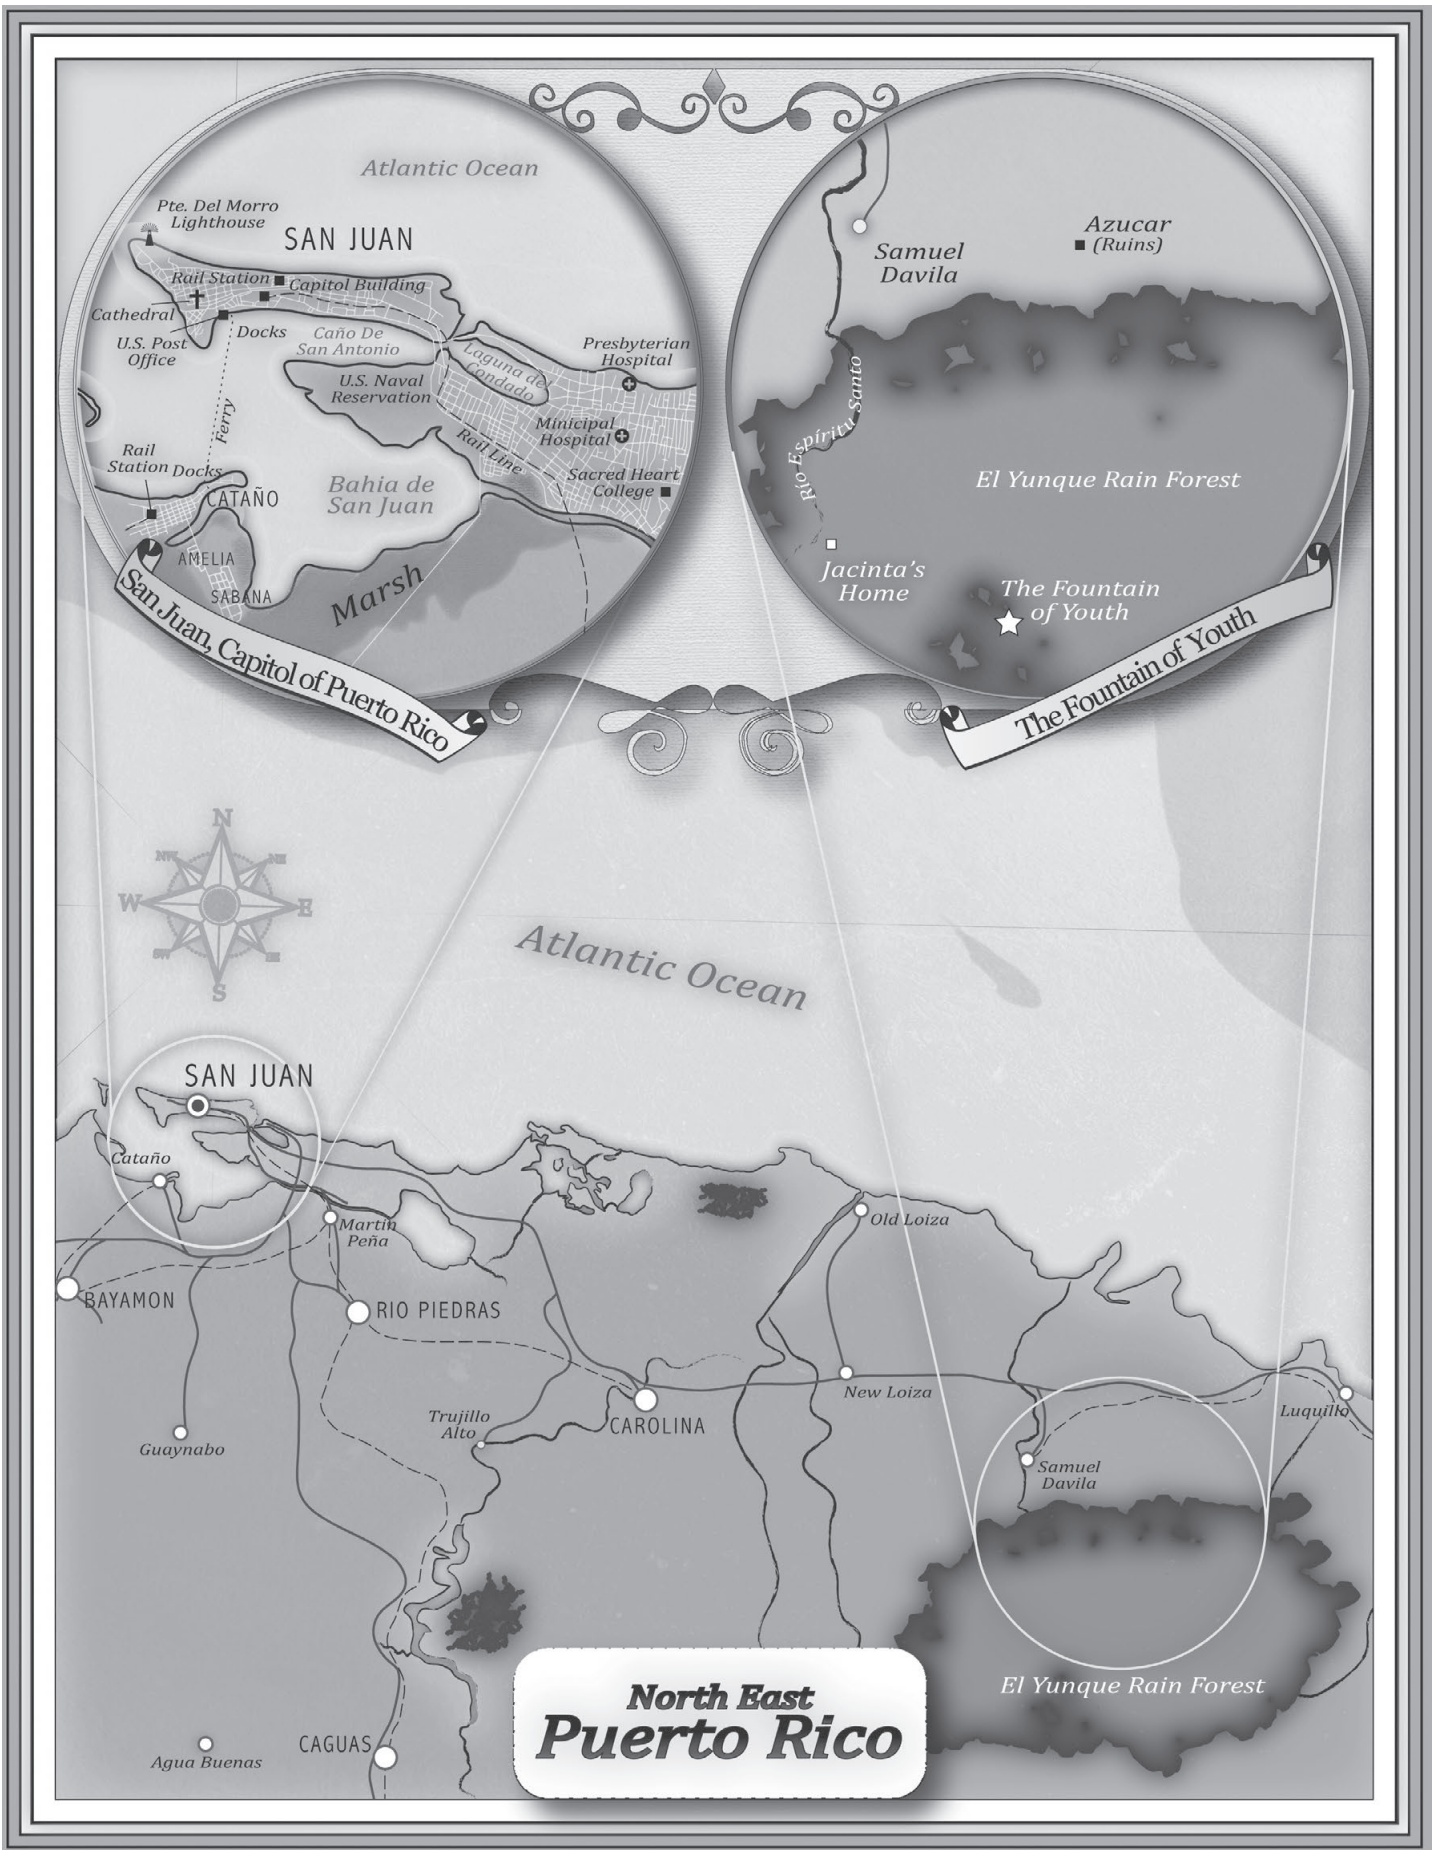 Atlantic Ocean
Pte. Del Morro
Lighthouse
SAN JUAN
Rail Station
Capitol Building
Cathedral
U.S. Post
Office
Docks
Caño De
San Antonio
Laguna del
Condado
Presbyterian
Hospital
U.S. Naval
Reservation
Minicipal
Hospital
Ferry
Rail Line
Sacred Heart
College
Rail
Station
Docks
CATAÑO
Bahia de
San Juan
AMELIA
SABANA
Marsh
San Juan, Capitol of Puerto Rico
Samuel
Davila
Azucar
(Ruins)
Río Espíritu Santo
El Yunque Rain Forest
Jacinta's
Home
The Fountain
of Youth
The Fountain of Youth
N
NW
NE
W
E
SW
SE
S
Atlantic Ocean
SAN JUAN
Cataño
Martin
Peña
Old Loiza
BAYAMON
RIO PIEDRAS
New Loiza
Luquillo
Trujillo
Alto
CAROLINA
Guaynabo
Samuel
Davila
El Yunque Rain Forest
CAGUAS
Agua Buenas
North East
Puerto Rico